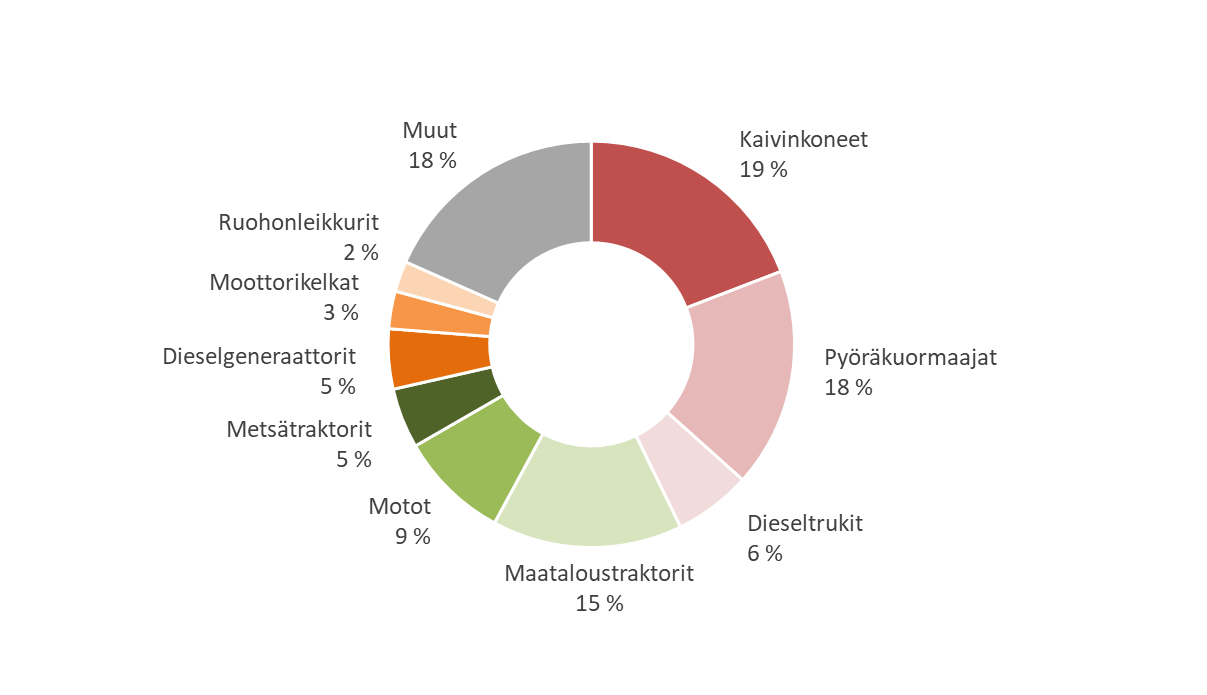 Kaivinkoneet
19 %
Pyöräkuormaajat
18 %
Dieseltrukit
6 %
Maataloustraktorit
15 %
Motot
9 %
Metsätraktorit
5 %
Dieselgeneraattorit
5 %
Moottorikelkat
3 %
Ruohonleikkurit
2 %
Muut
18 %